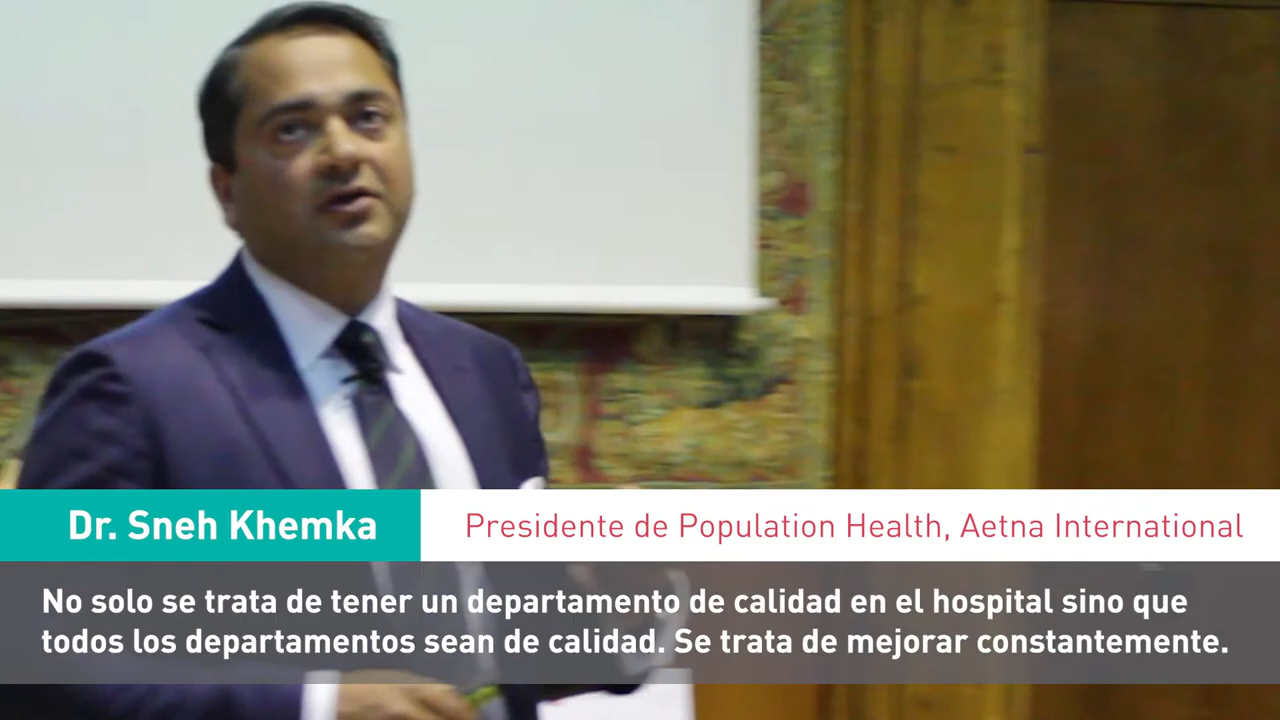 Dr. Sneh Khemka
Presidente de Population Health, Aetna International
No solo se trata de tener un departamento de calidad en el hospital sino que
todos los departamentos sean de calidad. Se trata de mejorar constantemente.